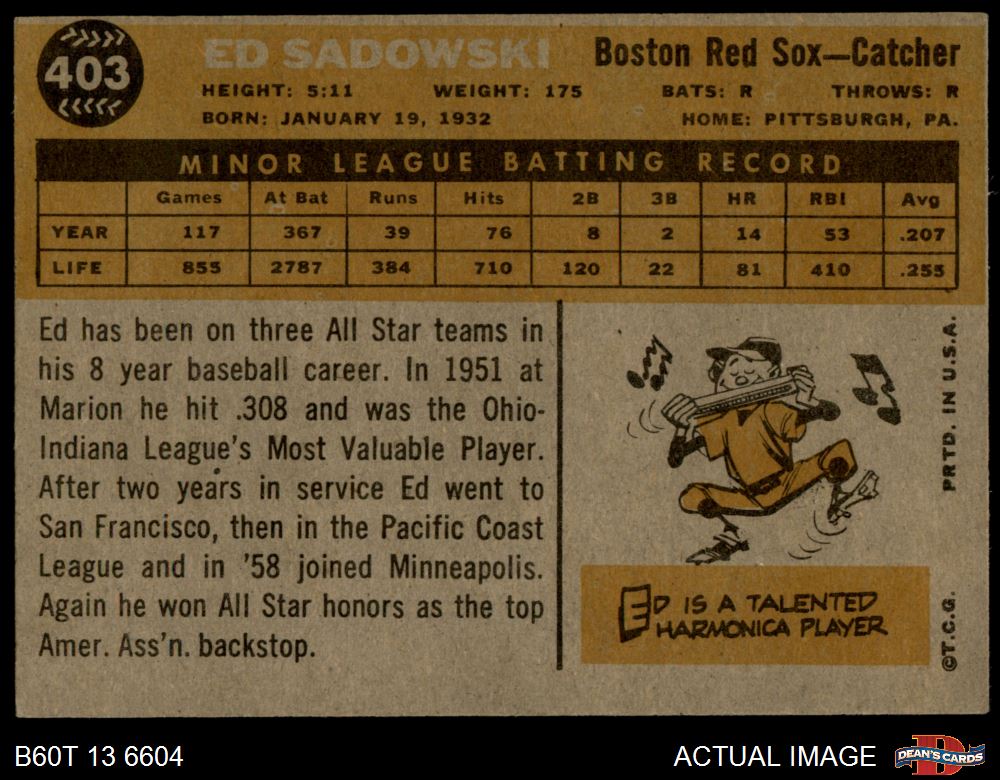 403
ED SADOWSKI Boston Red Sox—Catcher
HEIGHT: 5:11 WEIGHT: 175 BATS: R THROWS: R
BORN: JANUARY 19, 1932 HOME: PITTSBURGH, PA.
MINOR LEAGUE BATTING RECORD
Games At Bat Runs Hits 2B 3B HR RBI Avg
YEAR 117 367 39 76 8 2 14 53 .207
LIFE 855 2787 384 710 120 22 81 410 .255
Ed has been on three All Star teams in
his 8 year baseball career. In 1951 at
Marion he hit .308 and was the Ohio-
Indiana League's Most Valuable Player.
After two years in service Ed went to
San Francisco, then in the Pacific Coast
League and in '58 joined Minneapolis.
Again he won All Star honors as the top
Amer. Ass'n. backstop.
ED IS A TALENTED
HARMONICA PLAYER
©T.C.G. PRTD. IN U.S.A.
B60T 13 6604 ACTUAL IMAGE
D
DEAN'S CARDS